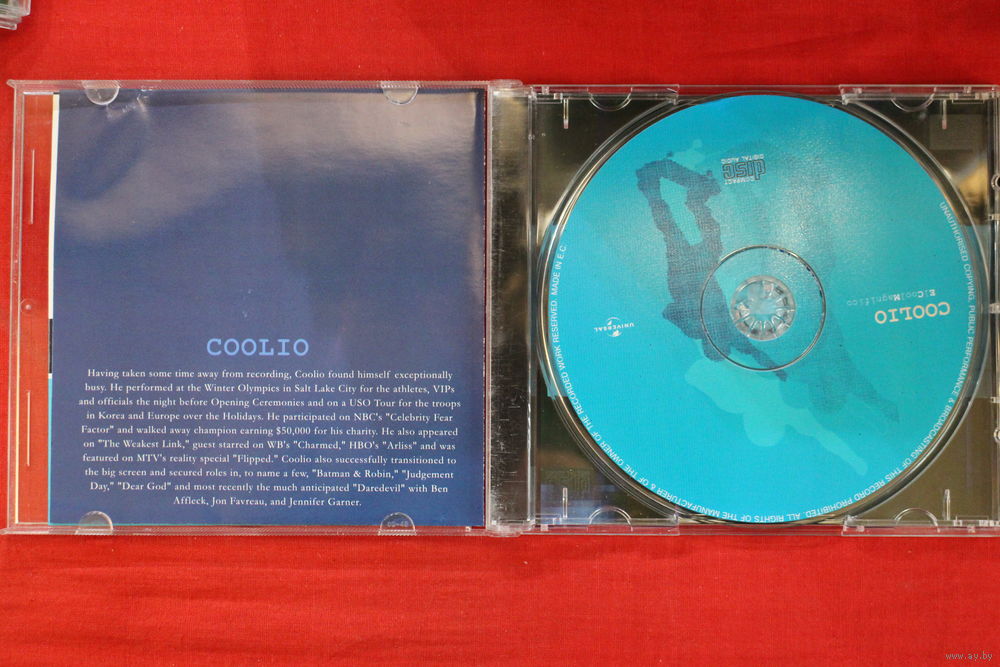 COOLIO
Having taken some time away from recording, Coolio found himself exceptionally
busy. He performed at the Winter Olympics in Salt Lake City for the athletes, VIPs
and officials the night before Opening Ceremonies and on a USO Tour for the troops
in Korea and Europe over the Holidays. He participated on NBC's "Celebrity Fear
Factor" and walked away champion earning $50,000 for his charity. He also appeared
on "The Weakest Link," guest starred on WB's "Charmed," HBO's "Arliss" and was
featured on MTV's reality special "Flipped." Coolio also successfully transitioned to
the big screen and secured roles in, to name a few, "Batman & Robin," "Judgement
Day," "Dear God" and most recently the much anticipated "Daredevil" with Ben
Affleck, Jon Favreau, and Jennifer Garner.
COOLIO
ElCoolMagnifico
COMPACT
disc
DIGITAL AUDIO
UNIVERSAL
UNAUTHORISED COPYING, PUBLIC PERFORMANCE & BROADCASTING OF THIS RECORD PROHIBITED. ALL RIGHTS OF THE MANUFACTURER & OF THE OWNER OF THE RECORDED WORK RESERVED. MADE IN E.C.
www.ay.by